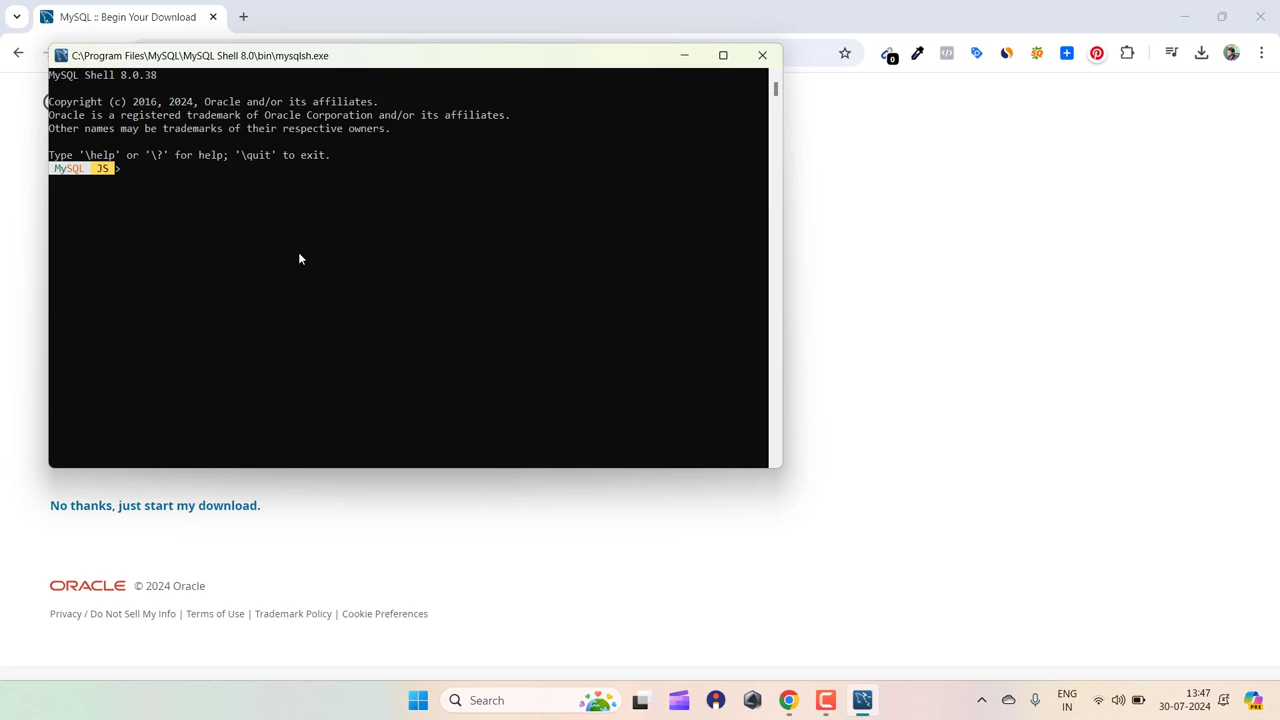 MySQL :: Begin Your Download
C:\Program Files\MySQL\MySQL Shell 8.0\bin\mysqlsh.exe
0
MySQL Shell 8.0.38
Copyright (c) 2016, 2024, Oracle and/or its affiliates.
Oracle is a registered trademark of Oracle Corporation and/or its affiliates.
Other names may be trademarks of their respective owners.
Type '\help' or '\?' for help; '\quit' to exit.
MySQL JS >
No thanks, just start my download.
ORACLE © 2024 Oracle
Privacy / Do Not Sell My Info | Terms of Use | Trademark Policy | Cookie Preferences
Search
ENG
IN
13:47
30-07-2024
PRE